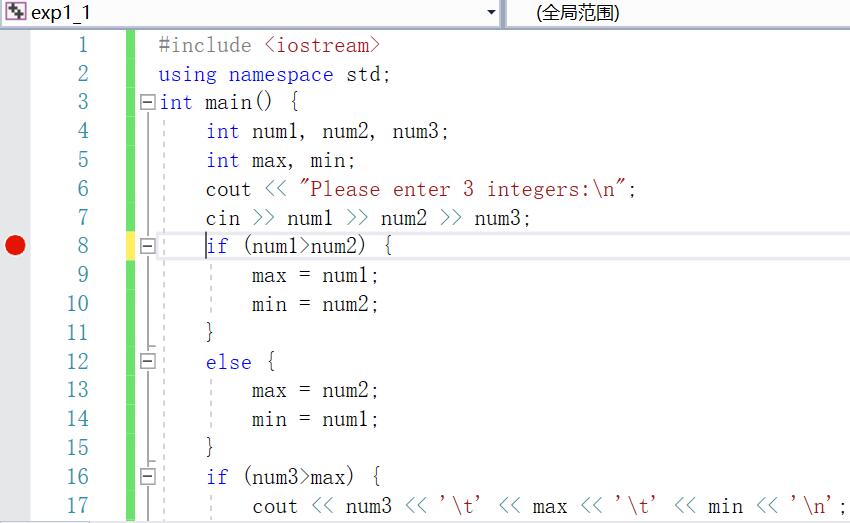 exp1_1 (全局范围)
1 #include <iostream>
2 using namespace std;
3 int main() {
4 int num1, num2, num3;
5 int max, min;
6 cout << "Please enter 3 integers:\n";
7 cin >> num1 >> num2 >> num3;
8 if (num1>num2) {
9 max = num1;
10 min = num2;
11 }
12 else {
13 max = num2;
14 min = num1;
15 }
16 if (num3>max) {
17 cout << num3 << '\t' << max << '\t' << min << '\n';